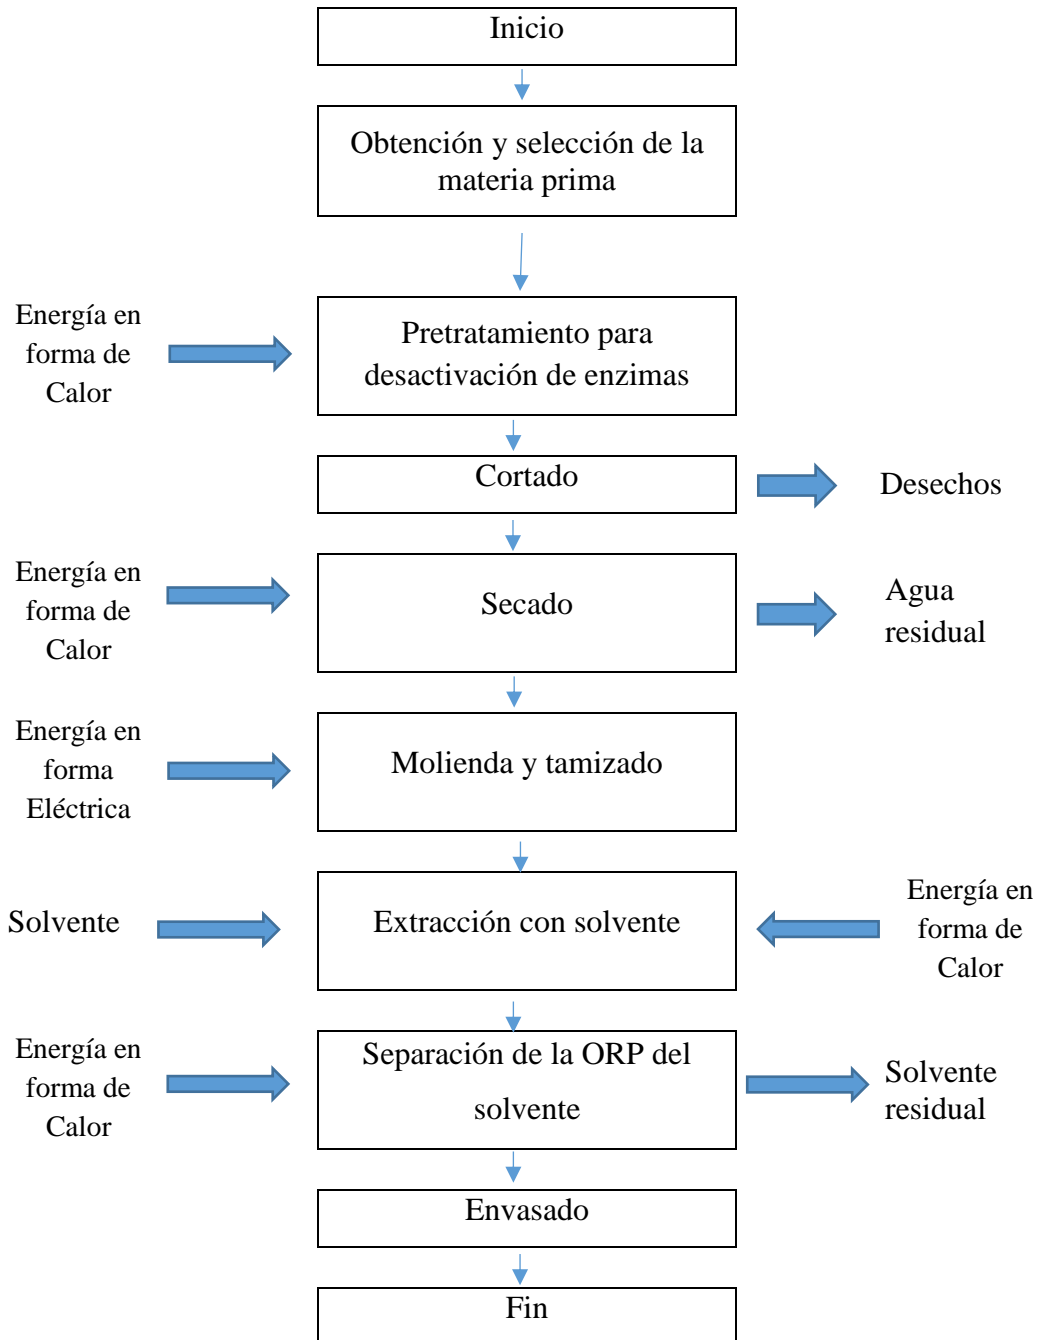 Inicio
Obtención y selección de la
materia prima
Energía en
forma de
Calor
Pretratamiento para
desactivación de enzimas
Cortado
Desechos
Energía en
forma de
Calor
Secado
Agua
residual
Energía en
forma
Eléctrica
Molienda y tamizado
Solvente
Extracción con solvente
Energía en
forma de
Calor
Energía en
forma de
Calor
Separación de la ORP del
solvente
Solvente
residual
Envasado
Fin